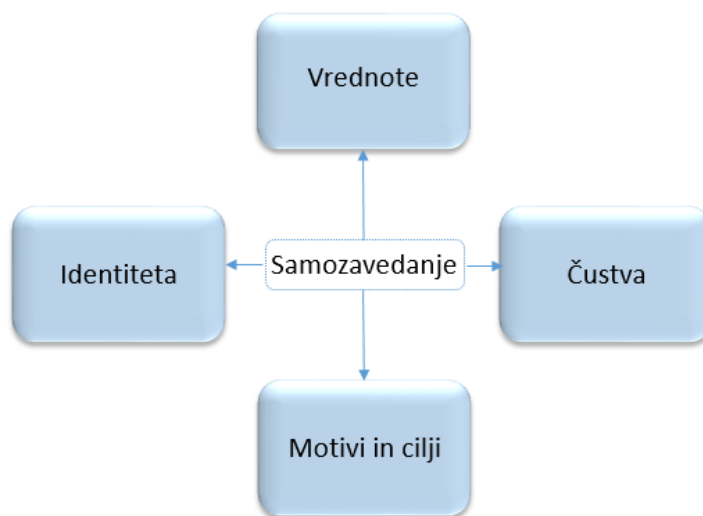 Vrednote
Identiteta
Samozavedanje
Čustva
Motivi in cilji